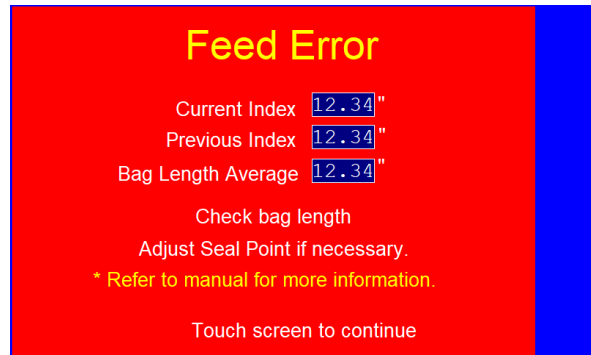 Feed Error
Current Index 12.34"
Previous Index 12.34"
Bag Length Average 12.34"
Check bag length
Adjust Seal Point if necessary.
* Refer to manual for more information.
Touch screen to continue